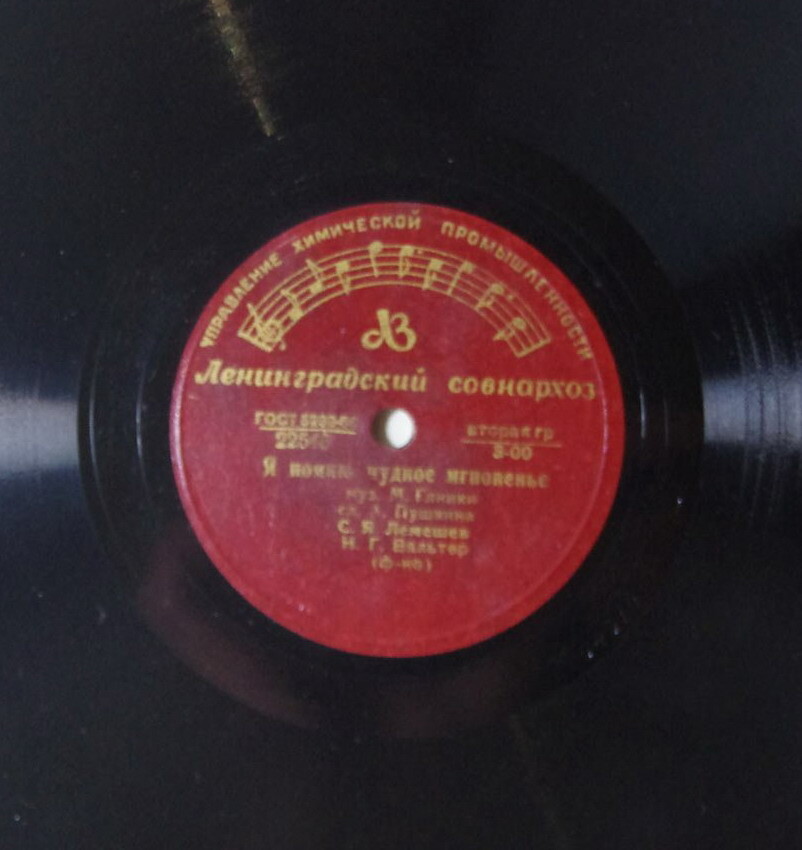 УПРАВЛЕНИЕ ХИМИЧЕСКОЙ ПРОМЫШЛЕННОСТИ
Ленинградский совнархоз
ГОСТ
вторая гр
3-00
Я помню чудное мгновенье
муз. М. Глинки
сл. А. Пушкина
С. Я. Лемешев
Н. Г. Вальтер
(ф-но)